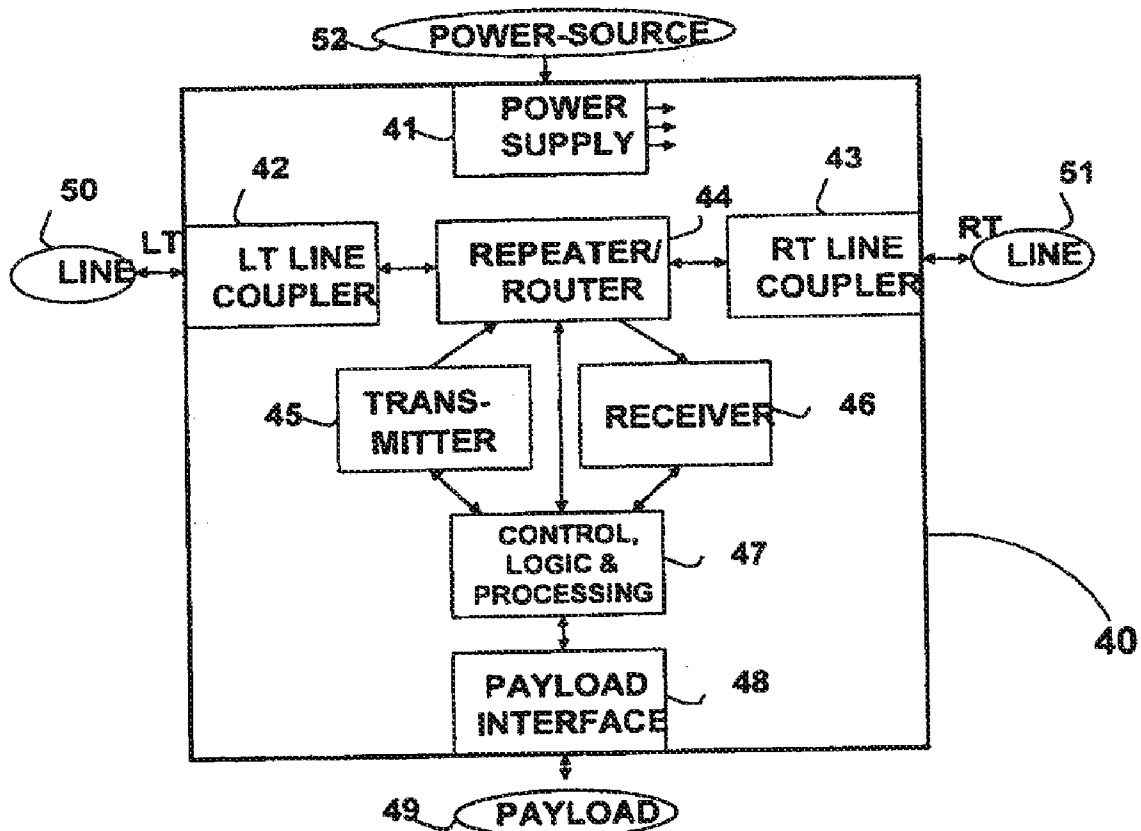 52 POWER-SOURCE
41 POWER
SUPPLY
50
42
44
43
51
LT
RT
LINE
LT LINE
COUPLER
REPEATER/
ROUTER
RT LINE
COUPLER
LINE
45
TRANS-
MITTER
RECEIVER
46
CONTROL,
LOGIC &
PROCESSING
47
40
PAYLOAD
INTERFACE
48
49 PAYLOAD